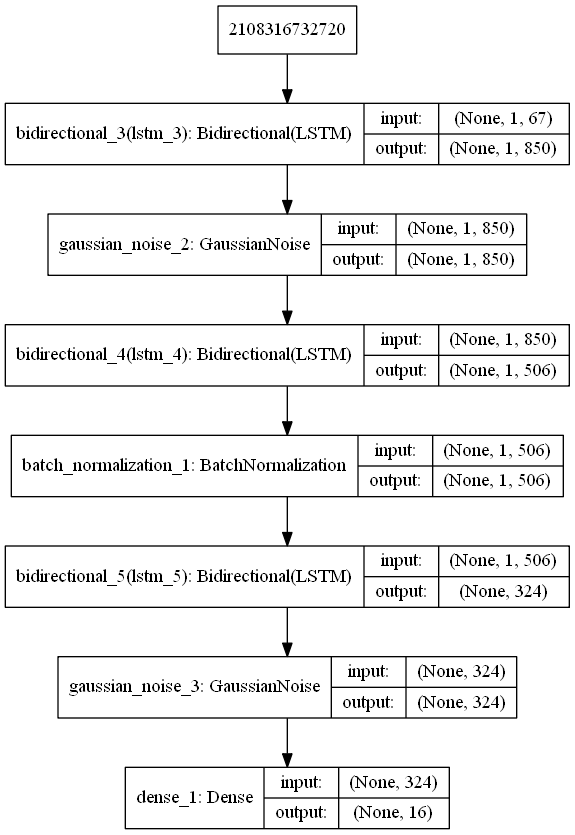 2108316732720
bidirectional_3(lstm_3): Bidirectional(LSTM)
input: (None, 1, 67)
output: (None, 1, 850)
gaussian_noise_2: GaussianNoise
input: (None, 1, 850)
output: (None, 1, 850)
bidirectional_4(lstm_4): Bidirectional(LSTM)
input: (None, 1, 850)
output: (None, 1, 506)
batch_normalization_1: BatchNormalization
input: (None, 1, 506)
output: (None, 1, 506)
bidirectional_5(lstm_5): Bidirectional(LSTM)
input: (None, 1, 506)
output: (None, 324)
gaussian_noise_3: GaussianNoise
input: (None, 324)
output: (None, 324)
dense_1: Dense
input: (None, 324)
output: (None, 16)